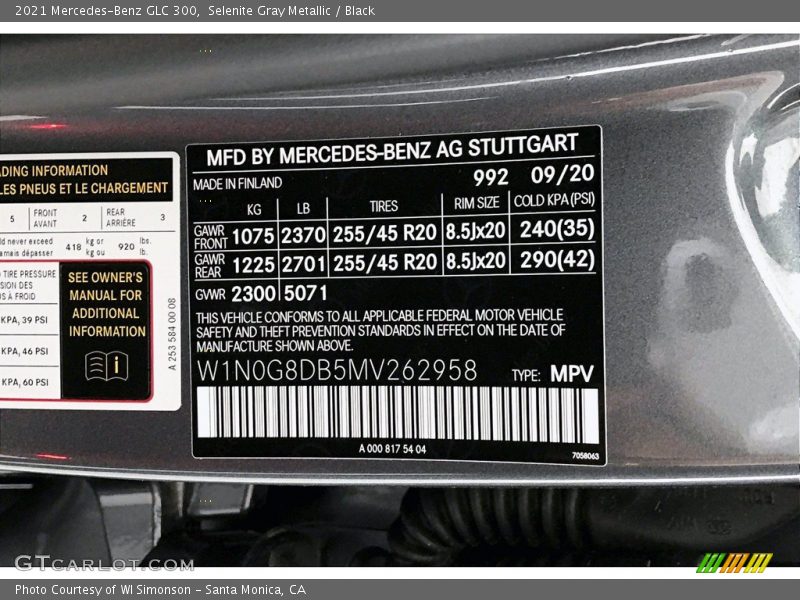 2021 Mercedes-Benz GLC 300, Selenite Gray Metallic / Black
ADING INFORMATION
LES PNEUS ET LE CHARGEMENT
5 FRONT AVANT 2 REAR ARRIÈRE 3
ld never exceed
amais dépasser 418 kg or kg ou 920 lbs. lb.
TIRE PRESSURE
SION DES
S À FROID
KPA, 39 PSI
KPA, 46 PSI
KPA, 60 PSI
SEE OWNER'S
MANUAL FOR
ADDITIONAL
INFORMATION
i
A 253 584 00 08
MFD BY MERCEDES-BENZ AG STUTTGART
MADE IN FINLAND 992 09/20
KG LB TIRES RIM SIZE COLD KPA(PSI)
GAWR FRONT 1075 2370 255/45 R20 8.5Jx20 240(35)
GAWR REAR 1225 2701 255/45 R20 8.5Jx20 290(42)
GVWR 2300 5071
THIS VEHICLE CONFORMS TO ALL APPLICABLE FEDERAL MOTOR VEHICLE
SAFETY AND THEFT PREVENTION STANDARDS IN EFFECT ON THE DATE OF
MANUFACTURE SHOWN ABOVE.
W1N0G8DB5MV262958 TYPE: MPV
A 000 817 54 04
7058063
GTCARLOT.COM
Photo Courtesy of WI Simonson - Santa Monica, CA